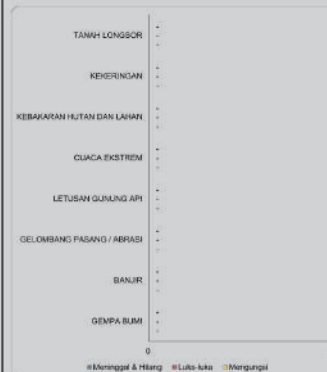 TANAH LONGSOR
-
-
-
KEKERINGAN
-
-
-
KEBAKARAN HUTAN DAN LAHAN
-
-
-
CUACA EKSTREM
-
-
-
LETUSAN GUNUNG API
-
-
-
GELOMBANG PASANG / ABRASI
-
-
-
BANJIR
-
-
-
GEMPA BUMI
-
-
-
0
Meninggal & Hilang Luka-luka Mengungsi